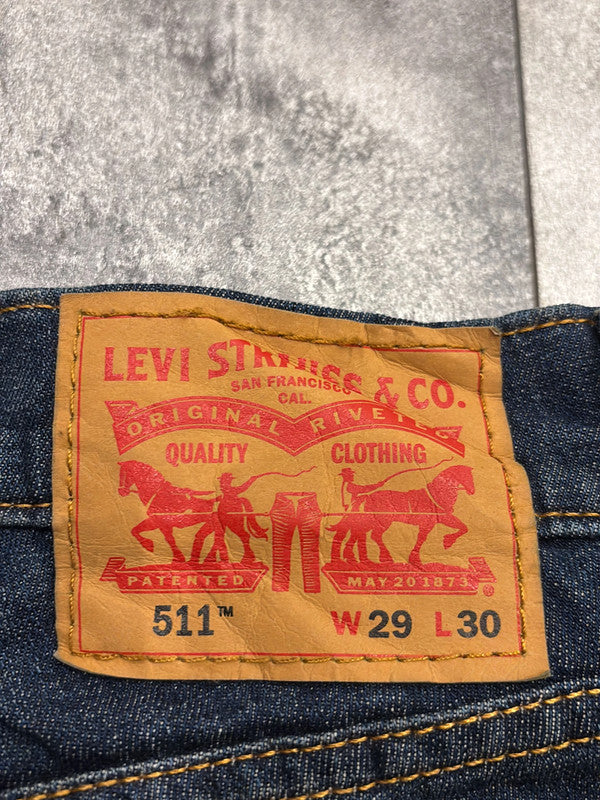 LEVI STRAUSS & CO.
SAN FRANCISCO
CAL.
ORIGINAL RIVETED
QUALITY CLOTHING
PATENTED MAY 20 1873 ®
511™ W 29 L 30